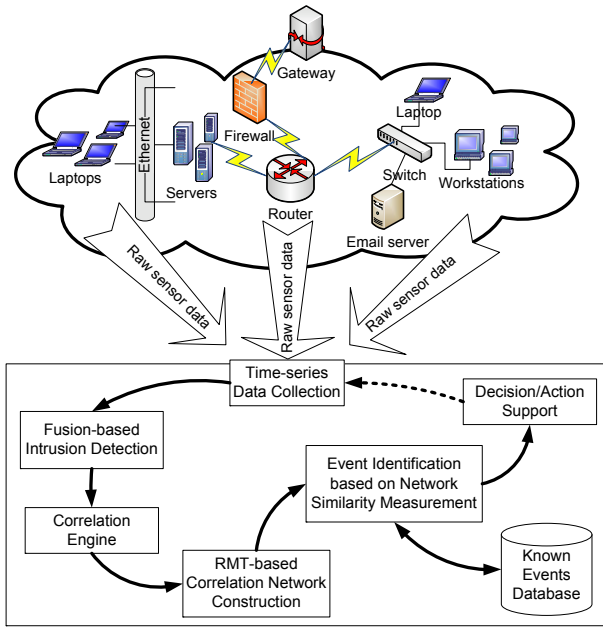 Gateway
Laptop
Ethernet
Firewall
Laptops
Servers
Switch
Workstations
Router
Email server
Raw sensor data
Raw sensor data
Raw sensor data
Time-series
Data Collection
Decision/Action
Support
Fusion-based
Intrusion Detection
Event Identification
based on Network
Similarity Measurement
Correlation
Engine
RMT-based
Correlation Network
Construction
Known
Events
Database